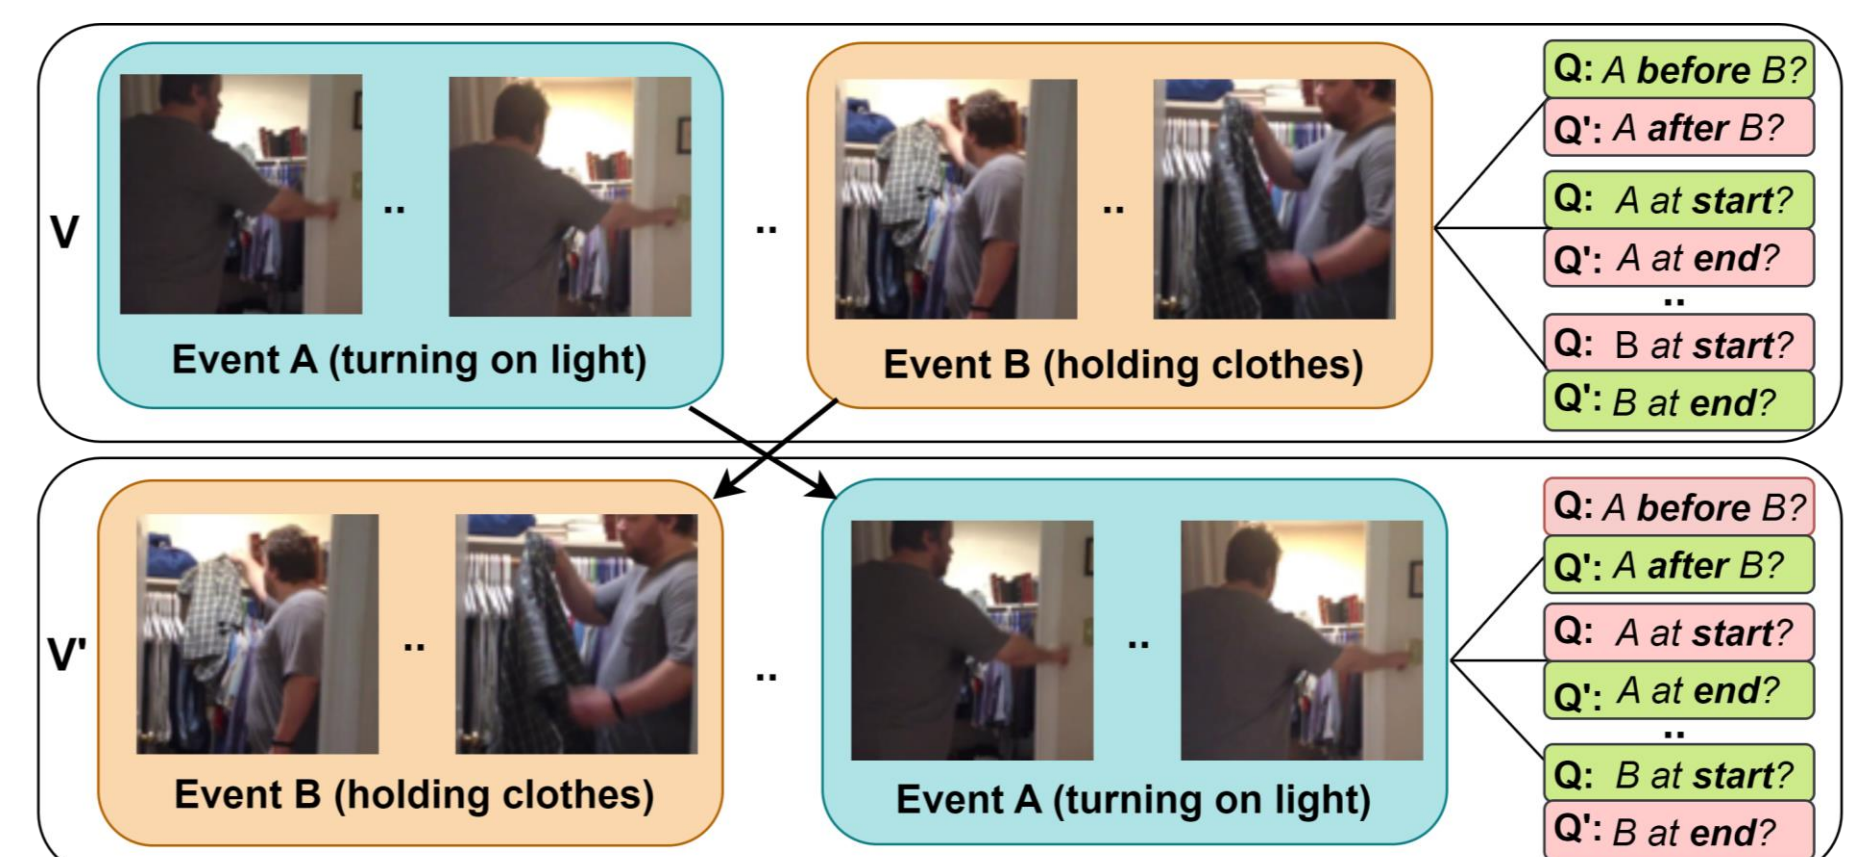 V
Event A (turning on light)
Event B (holding clothes)
Q: A before B?
Q': A after B?
Q: A at start?
Q': A at end?
Q: B at start?
Q': B at end?
V'
Event B (holding clothes)
Event A (turning on light)
Q: A before B?
Q': A after B?
Q: A at start?
Q': A at end?
Q: B at start?
Q': B at end?